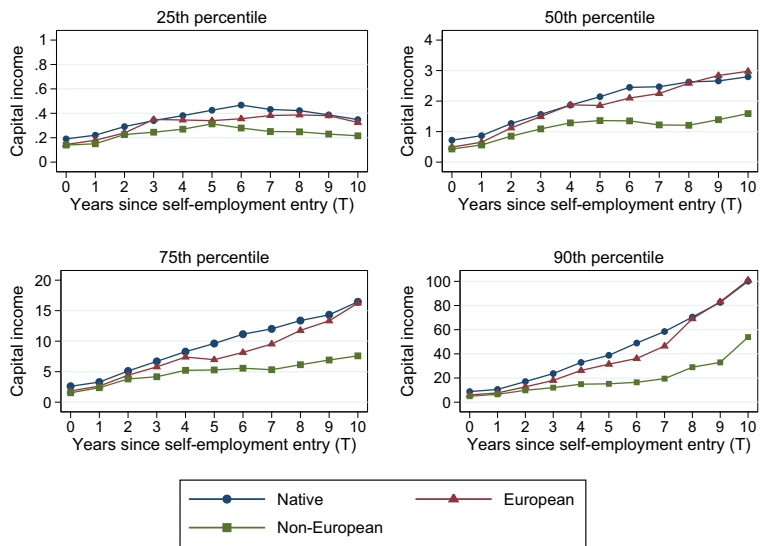 25th percentile
Capital income
1
.8
.6
.4
.2
0
0 1 2 3 4 5 6 7 8 9 10
Years since self-employment entry (T)
50th percentile
Capital income
4
3
2
1
0
0 1 2 3 4 5 6 7 8 9 10
Years since self-employment entry (T)
75th percentile
Capital income
20
15
10
5
0
0 1 2 3 4 5 6 7 8 9 10
Years since self-employment entry (T)
90th percentile
Capital income
100
80
60
40
20
0
0 1 2 3 4 5 6 7 8 9 10
Years since self-employment entry (T)
Native European
Non-European